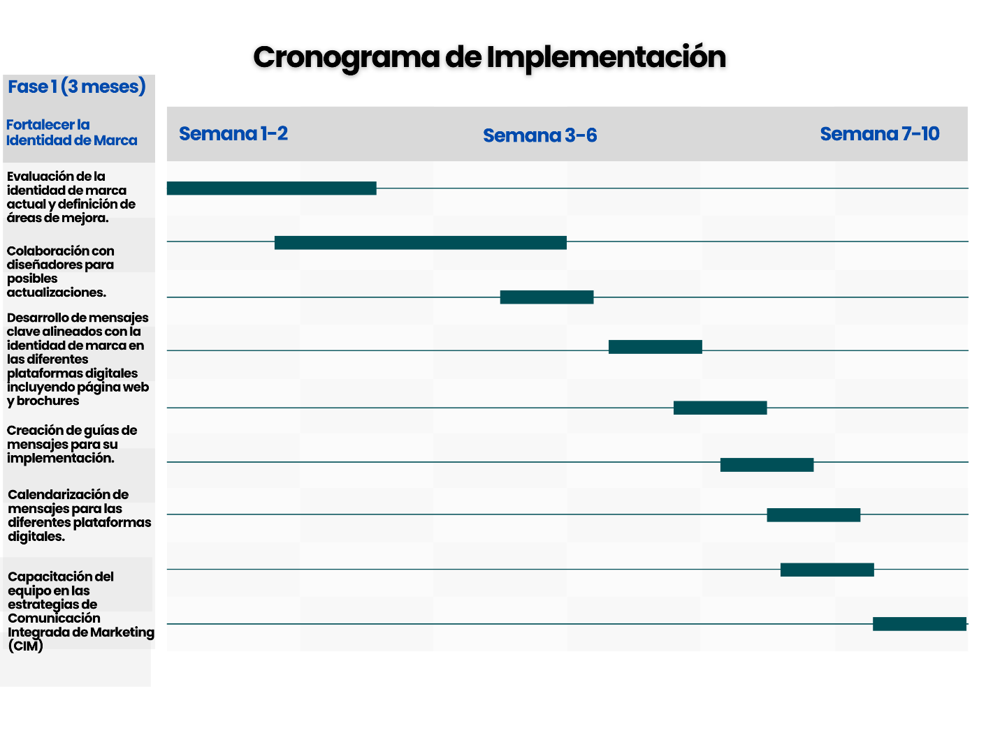 Cronograma de Implementación
Fase 1 (3 meses)
Fortalecer la
Identidad de Marca
Semana 1-2
Semana 3-6
Semana 7-10
Evaluación de la
identidad de marca
actual y definición de
áreas de mejora.
Colaboración con
diseñadores para
posibles
actualizaciones.
Desarrollo de mensajes
clave alineados con la
identidad de marca en
las diferentes
plataformas digitales
incluyendo página web
y brochures
Creación de guías de
mensajes para su
implementación.
Calendarización de
mensajes para las
diferentes plataformas
digitales.
Capacitación del
equipo en las
estrategias de
Comunicación
Integrada de Marketing
(CIM)